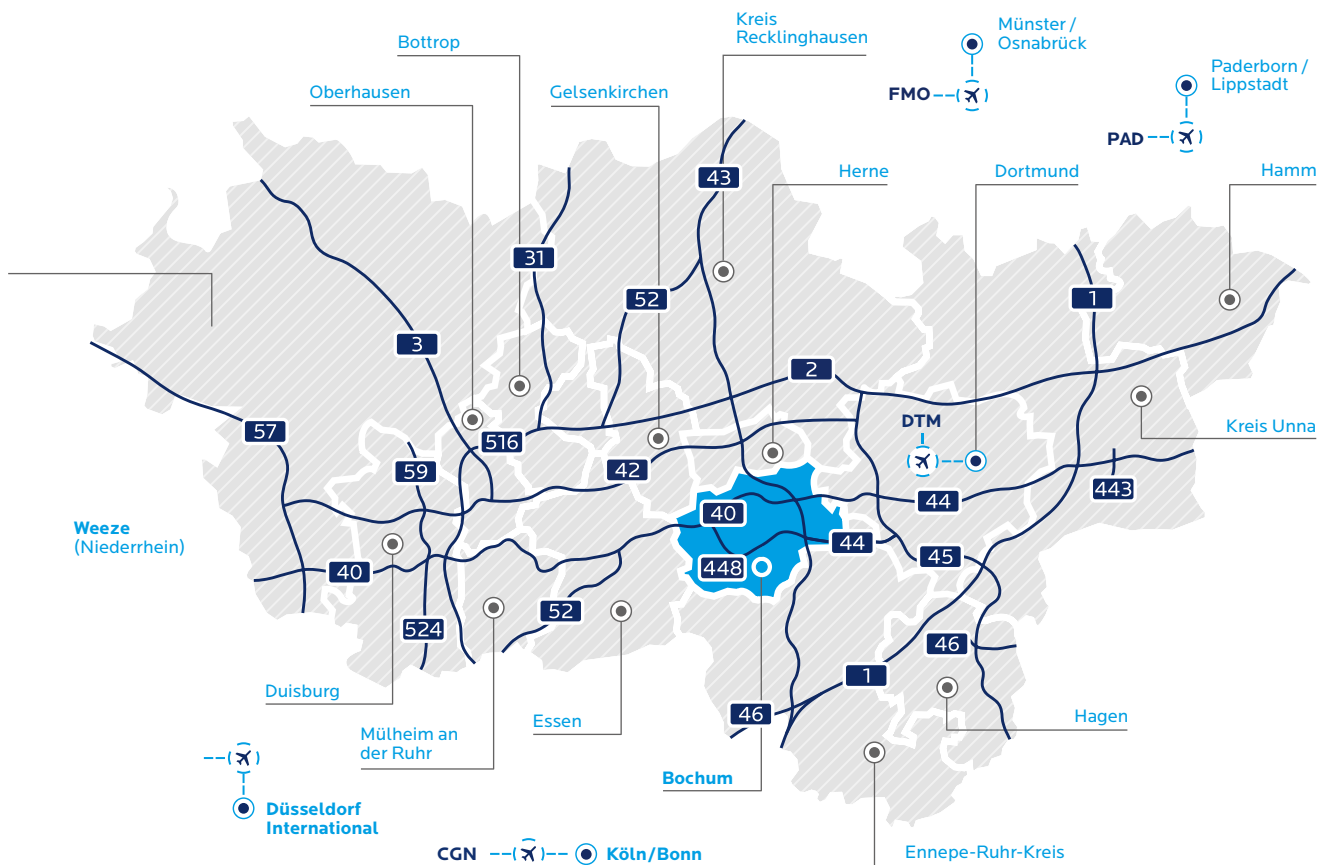 Kreis
Recklinghausen
Münster /
Osnabrück
Bottrop
Paderborn /
Lippstadt
Oberhausen
Gelsenkirchen
FMO
PAD
43
Herne
Dortmund
Hamm
31
52
1
3
2
57
516
DTM
Kreis Unna
59
42
443
44
40
Weeze
(Niederrhein)
44
45
40
448
52
524
46
1
46
Duisburg
Mülheim an
der Ruhr
Essen
Hagen
Bochum
Düsseldorf
International
CGN
Köln/Bonn
Ennepe-Ruhr-Kreis